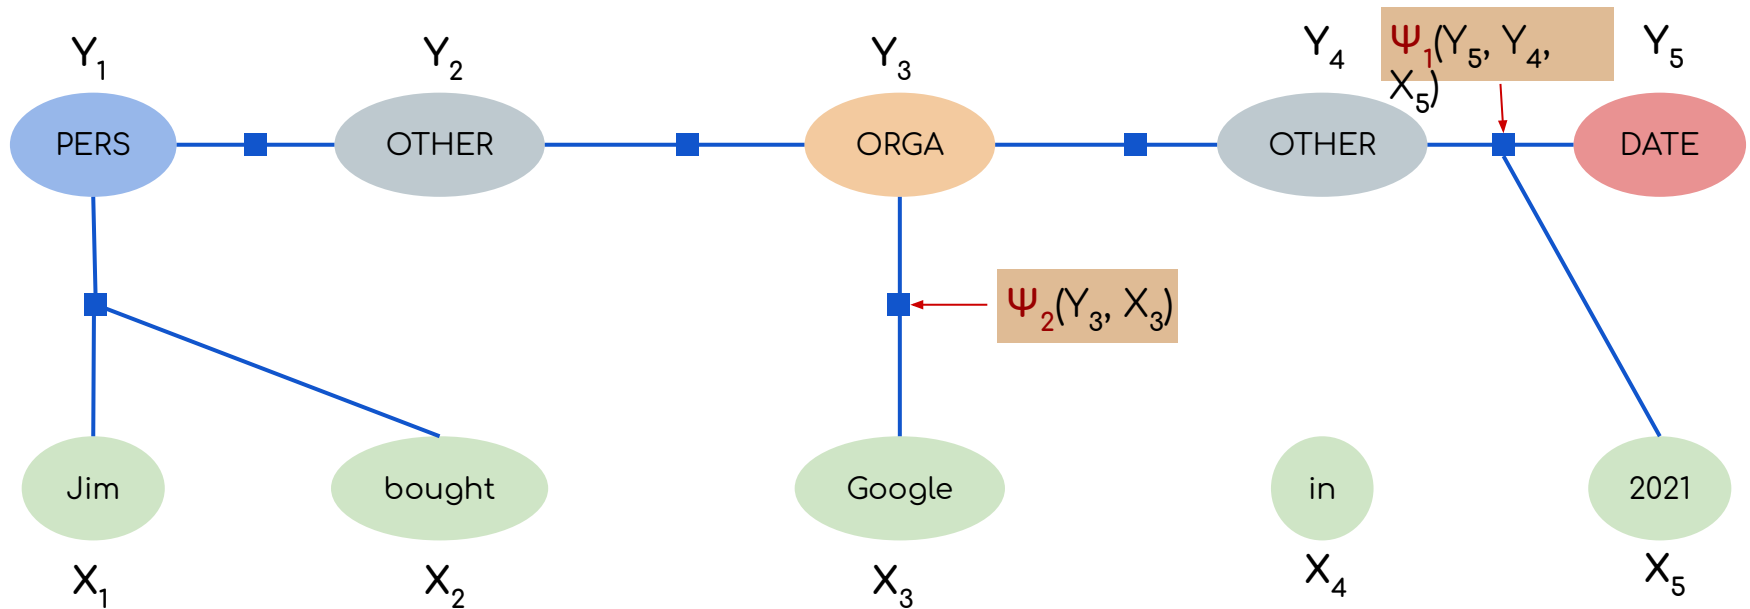 Y1
Y2
Y3
Y4
Ψ1(Y5, Y4,
X5)
Y5
PERS
OTHER
ORGA
OTHER
DATE
Ψ2(Y3, X3)
Jim
bought
Google
in
2021
X1
X2
X3
X4
X5